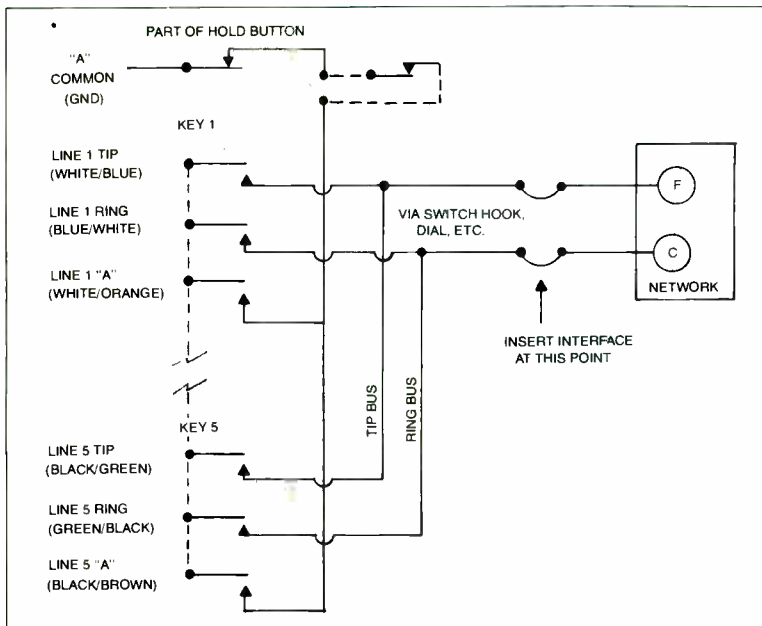 PART OF HOLD BUTTON
"A"
COMMON
(GND)
KEY 1
LINE 1 TIP
(WHITE/BLUE)
LINE 1 RING
(BLUE/WHITE)
LINE 1 "A"
(WHITE/ORANGE)
VIA SWITCH HOOK,
DIAL, ETC.
F
C
NETWORK
INSERT INTERFACE
AT THIS POINT
TIP BUS
RING BUS
KEY 5
LINE 5 TIP
(BLACK/GREEN)
LINE 5 RING
(GREEN/BLACK)
LINE 5 "A"
(BLACK/BROWN)